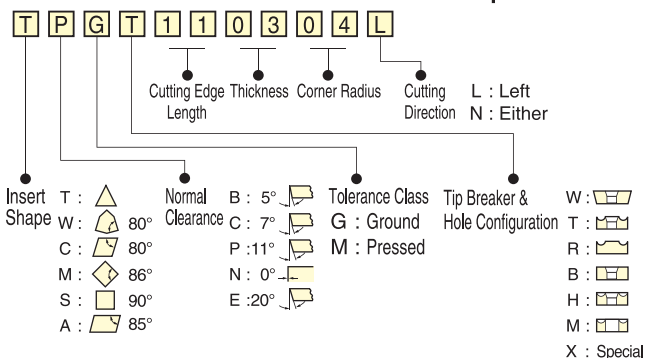 T P G T 1 1 0 3 0 4 L
Cutting Edge Length
Thickness
Corner Radius
Cutting Direction
L : Left
N : Either
Insert Shape
T :
W : 80°
C : 80°
M : 86°
S : 90°
A : 85°
Normal Clearance
B : 5°
C : 7°
P :11°
N : 0°
E :20°
Tolerance Class
G : Ground
M : Pressed
Tip Breaker & Hole Configuration
W :
T :
R :
B :
H :
M :
X : Special